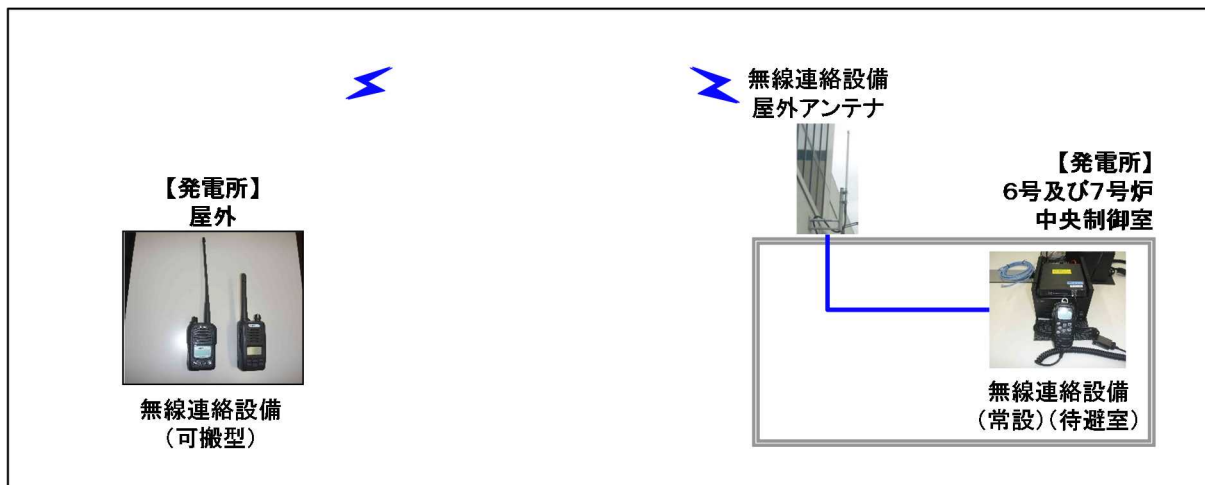 無線連絡設備
屋外アンテナ
【発電所】
屋外
無線連絡設備
（可搬型）
【発電所】
6号及び7号炉
中央制御室
無線連絡設備
（常設）（待避室）